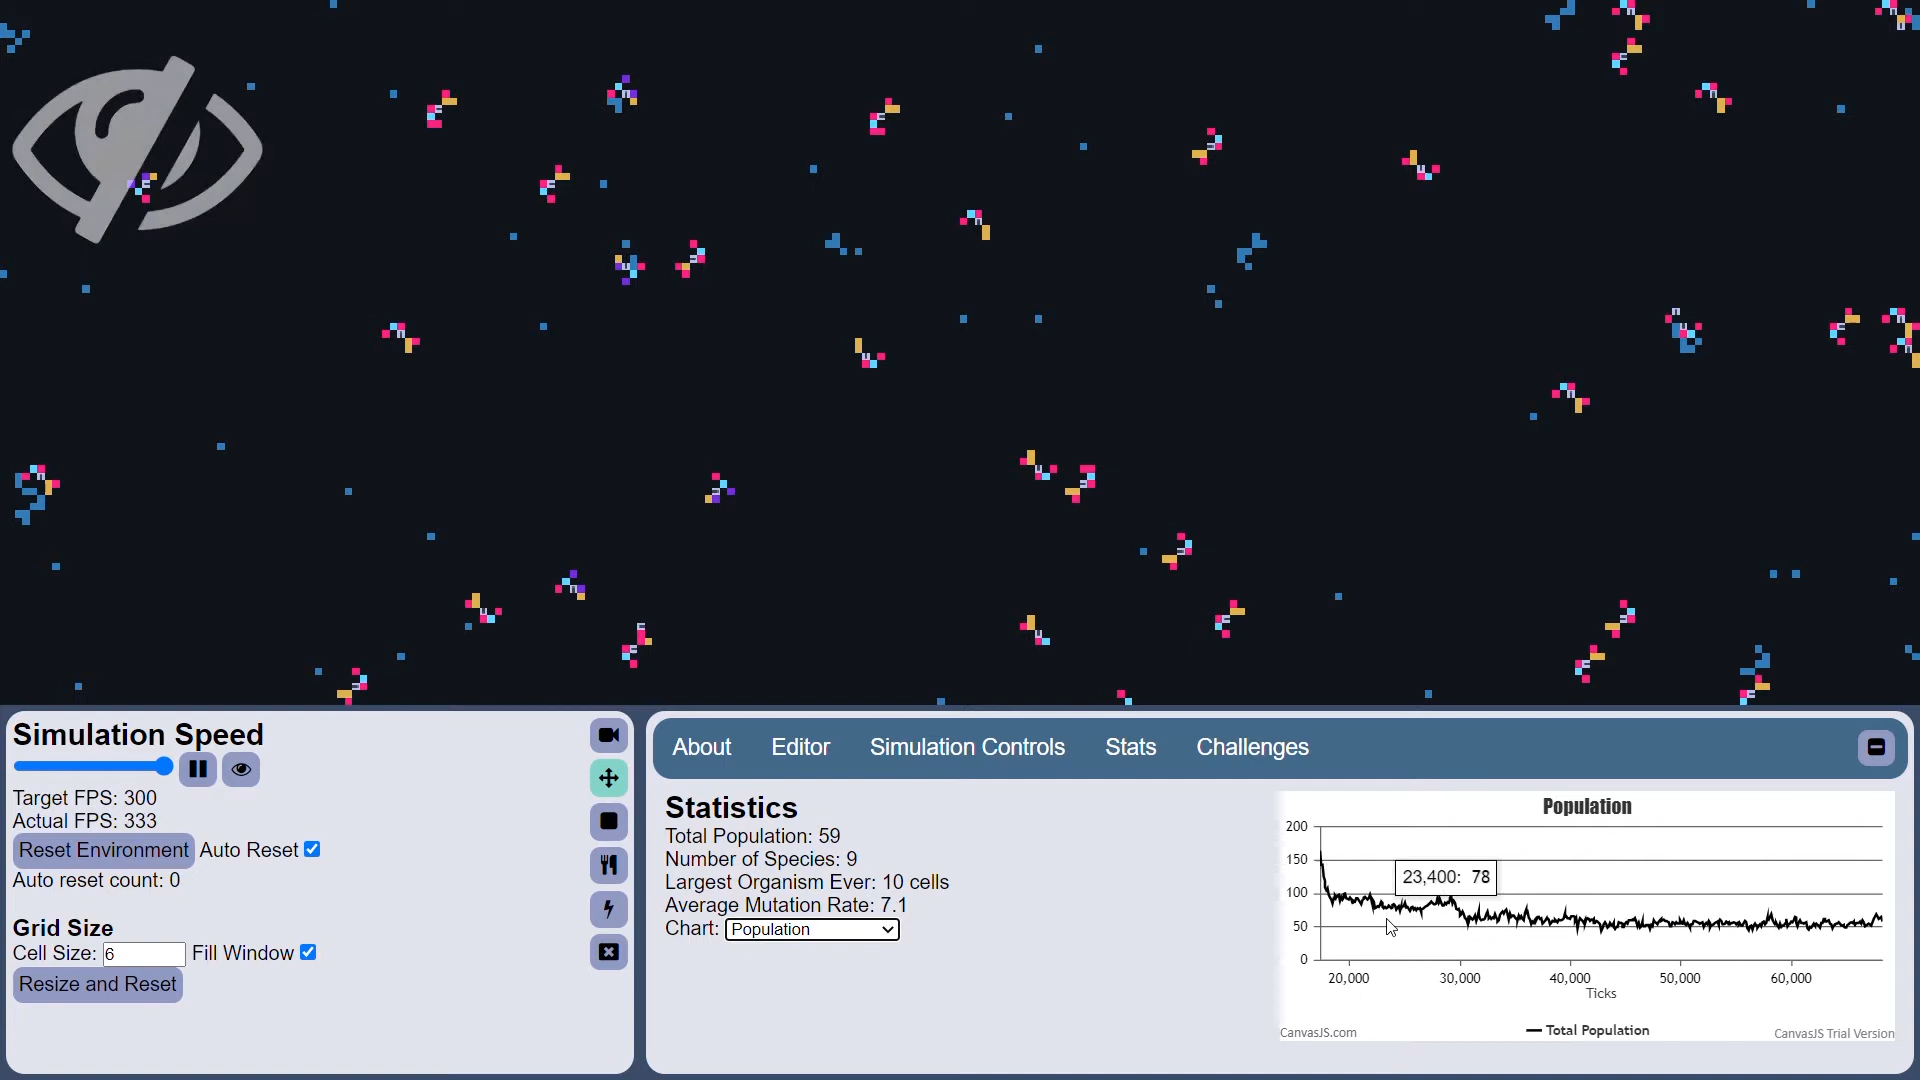 Simulation Speed
Target FPS: 300
Actual FPS: 333
Reset Environment Auto Reset
Auto reset count: 0
Grid Size
Cell Size: 6 Fill Window
Resize and Reset
About Editor Simulation Controls Stats Challenges
Statistics
Total Population: 59
Number of Species: 9
Largest Organism Ever: 10 cells
Average Mutation Rate: 7.1
Chart: Population
Population
200
150
100
50
0
23,400: 78
20,000 30,000 40,000 50,000 60,000
Ticks
Total Population
CanvasJS.com
CanvasJS Trial Version